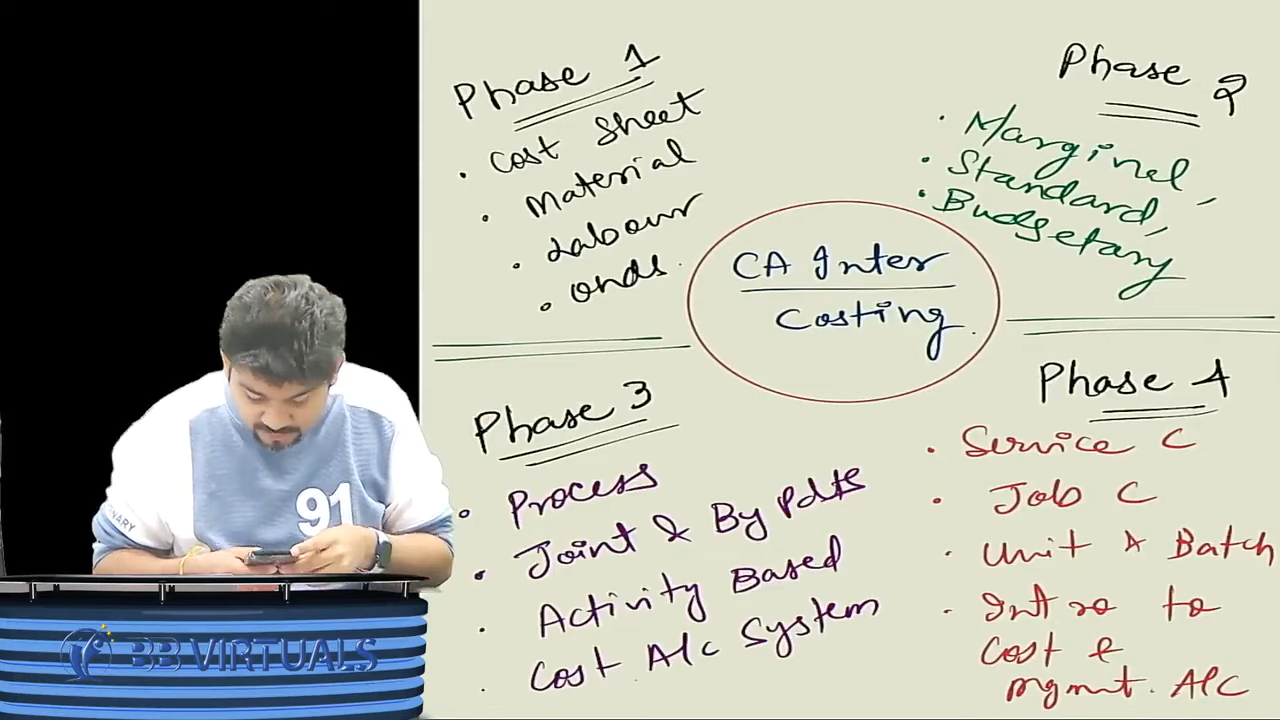 Phase 1
• Cost Sheet
• Material
• Labour
• OHDs.
Phase 2
• Marginal,
• Standard,
• Budgetary
CA Inter
Costing.
Phase 3
• Process
• Joint & By Pdts
• Activity Based
• Cost A/c System
Phase 4
• Service C
• Job C
• Unit & Batch
• Intro to
Cost &
Mgmt. A/C
91
NARY
BB VIRTUALS